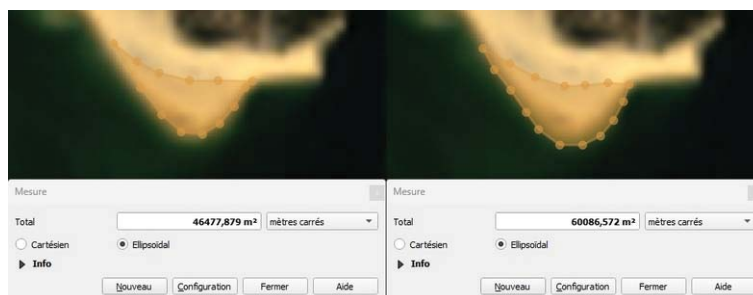 Mesure
Total 46477,879 m² mètres carrés
Cartésien Ellipsoïdal
Info
Nouveau Configuration Fermer Aide
Mesure
Total 60086,572 m² mètres carrés
Cartésien Ellipsoïdal
Info
Nouveau Configuration Fermer Aide